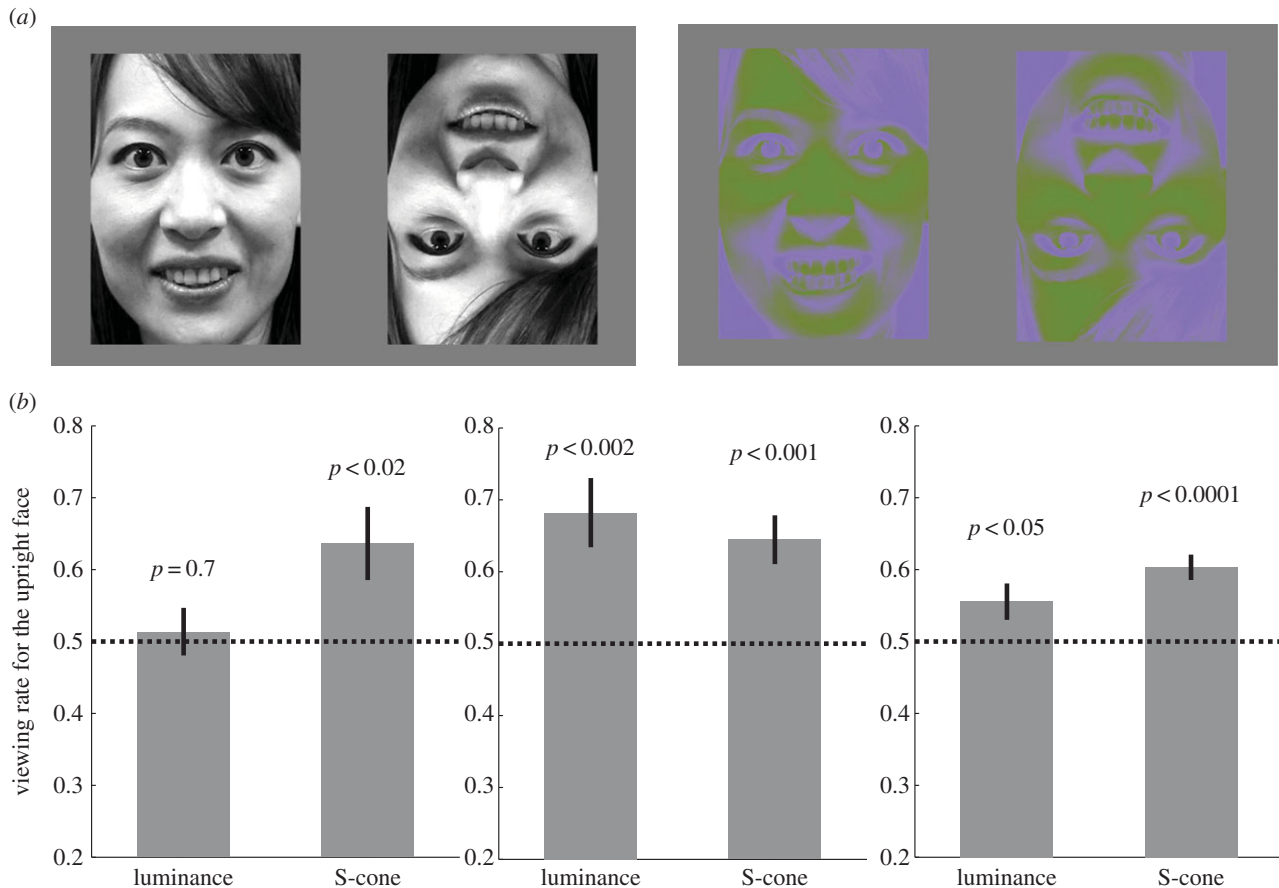 (a)
(b)
viewing rate for the upright face
0.8
0.7
0.6
0.5
0.4
0.3
0.2
p = 0.7
p < 0.02
luminance
S-cone
0.8
0.7
0.6
0.5
0.4
0.3
0.2
p < 0.002
p < 0.001
luminance
S-cone
0.8
0.7
0.6
0.5
0.4
0.3
0.2
p < 0.05
p < 0.0001
luminance
S-cone